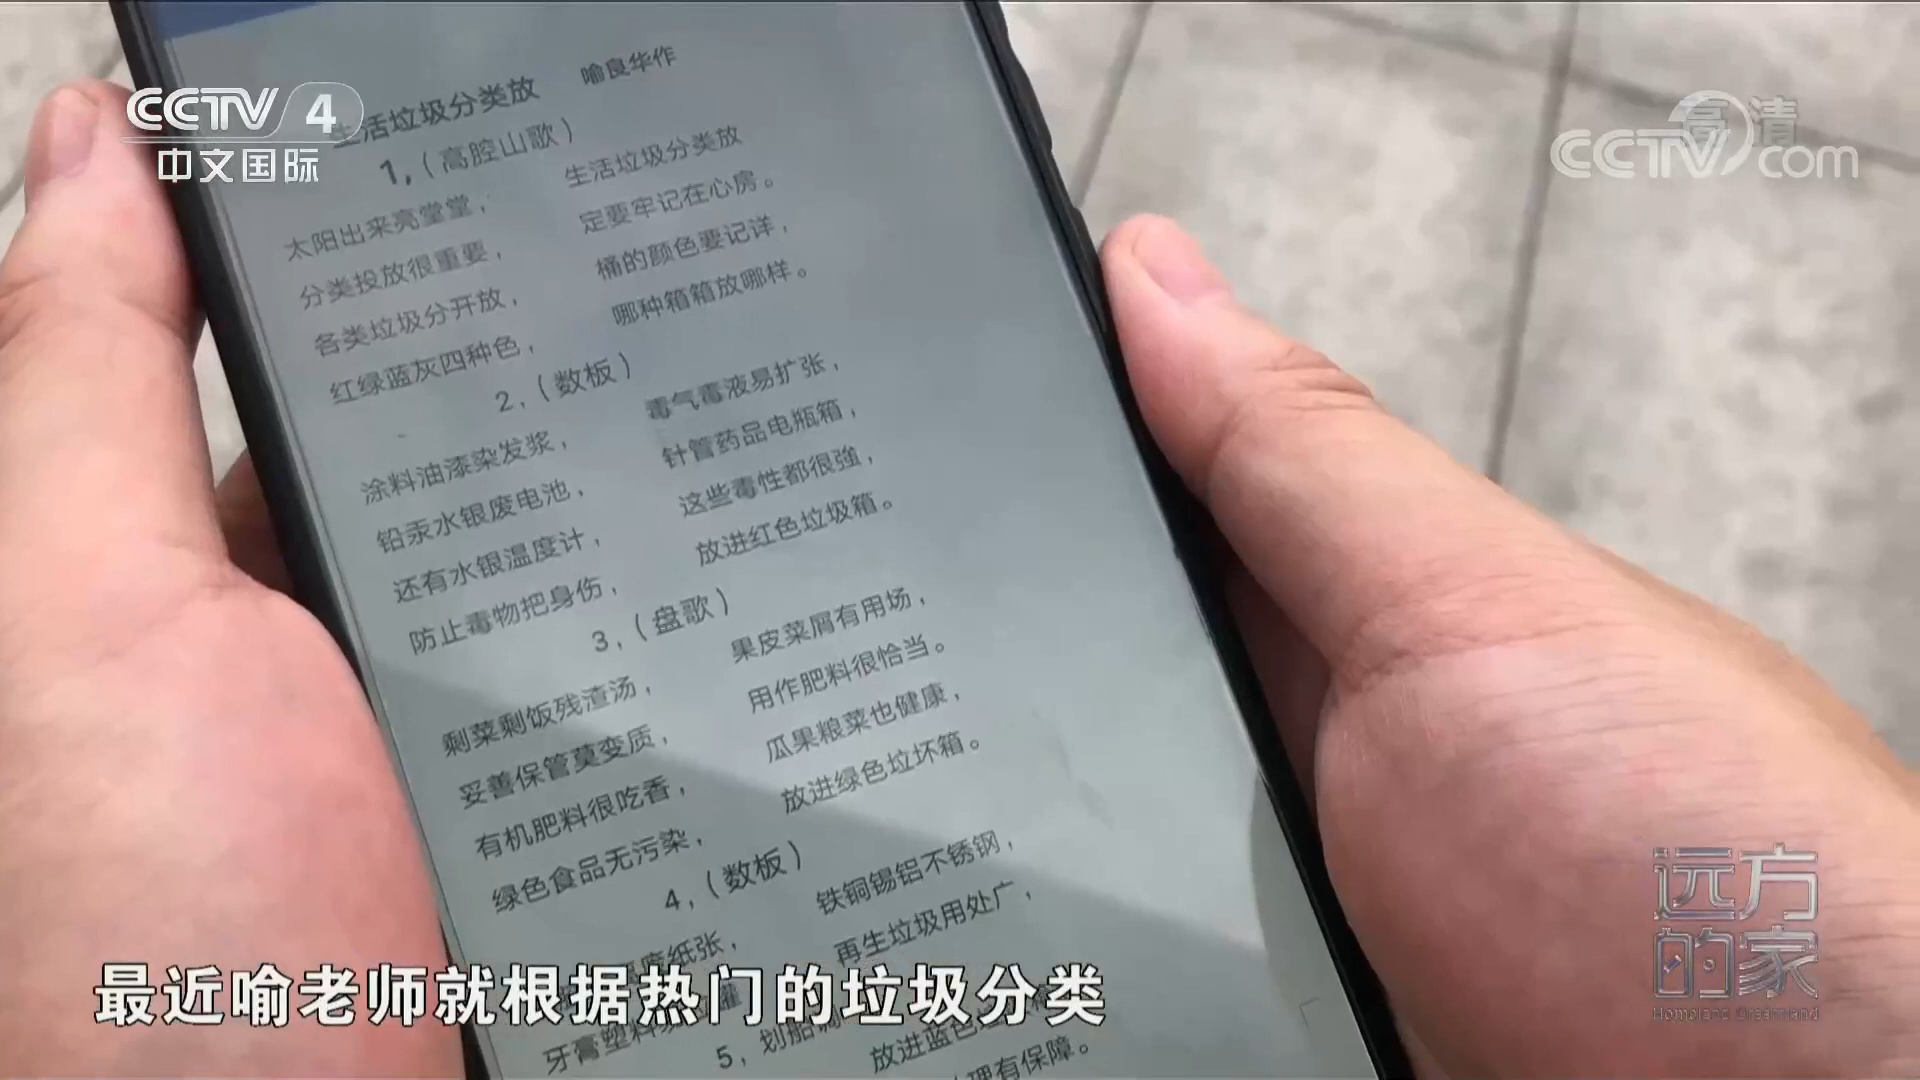 CCTV 4
中文国际
高清
CCTV.com
生活垃圾分类放 喻良华作
1,(高腔山歌)
太阳出来亮堂堂, 生活垃圾分类放
分类投放很重要, 定要牢记在心房。
各类垃圾分开放, 桶的颜色要记详,
红绿蓝灰四种色, 哪种箱箱放哪样。
2,(数板)
涂料油漆染发浆, 毒气毒液易扩张,
铅汞水银废电池, 针管药品电瓶箱,
还有水银温度计, 这些毒性都很強,
防止毒物把身伤, 放进红色垃圾箱。
3,(盘歌)
剩菜剩饭残渣汤, 果皮菜屑有用场,
妥善保管莫变质, 用作肥料很恰当。
有机肥料很吃香, 瓜果粮菜也健康,
绿色食品无污染, 放进绿色垃坏箱。
4,(数板)
废纸张, 铁铜锡铝不锈钢,
再生垃圾用处广,
牙膏塑料 放进蓝色
5,划船 理有保障。
最近喻老师就根据热门的垃圾分类
远方的家
Homeland Dreamland